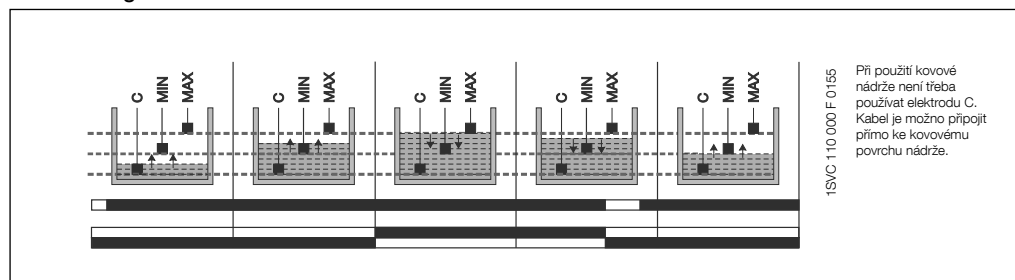 C MIN MAX
C MIN MAX
C MIN MAX
C MIN MAX
C MIN MAX
1SVC 110 000 F 0155
Při použití kovové
nádrže není třeba
používat elektrodu C.
Kabel je možno připojit
přímo ke kovovému
povrchu nádrže.